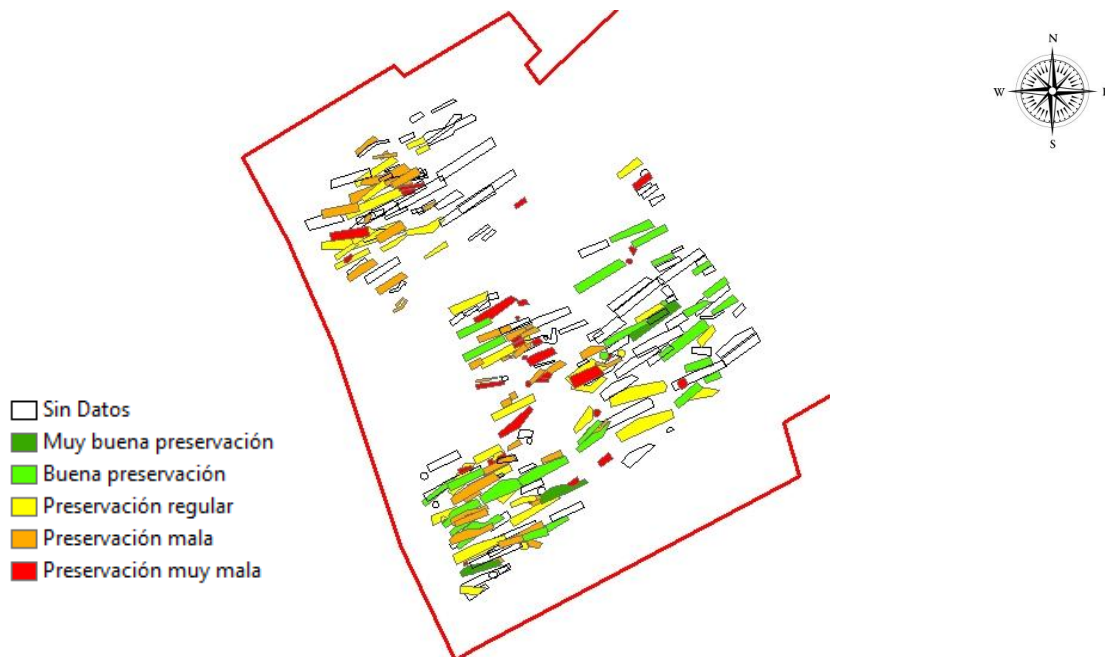 N
W
E
S
Sin Datos
Muy buena preservación
Buena preservación
Preservación regular
Preservación mala
Preservación muy mala